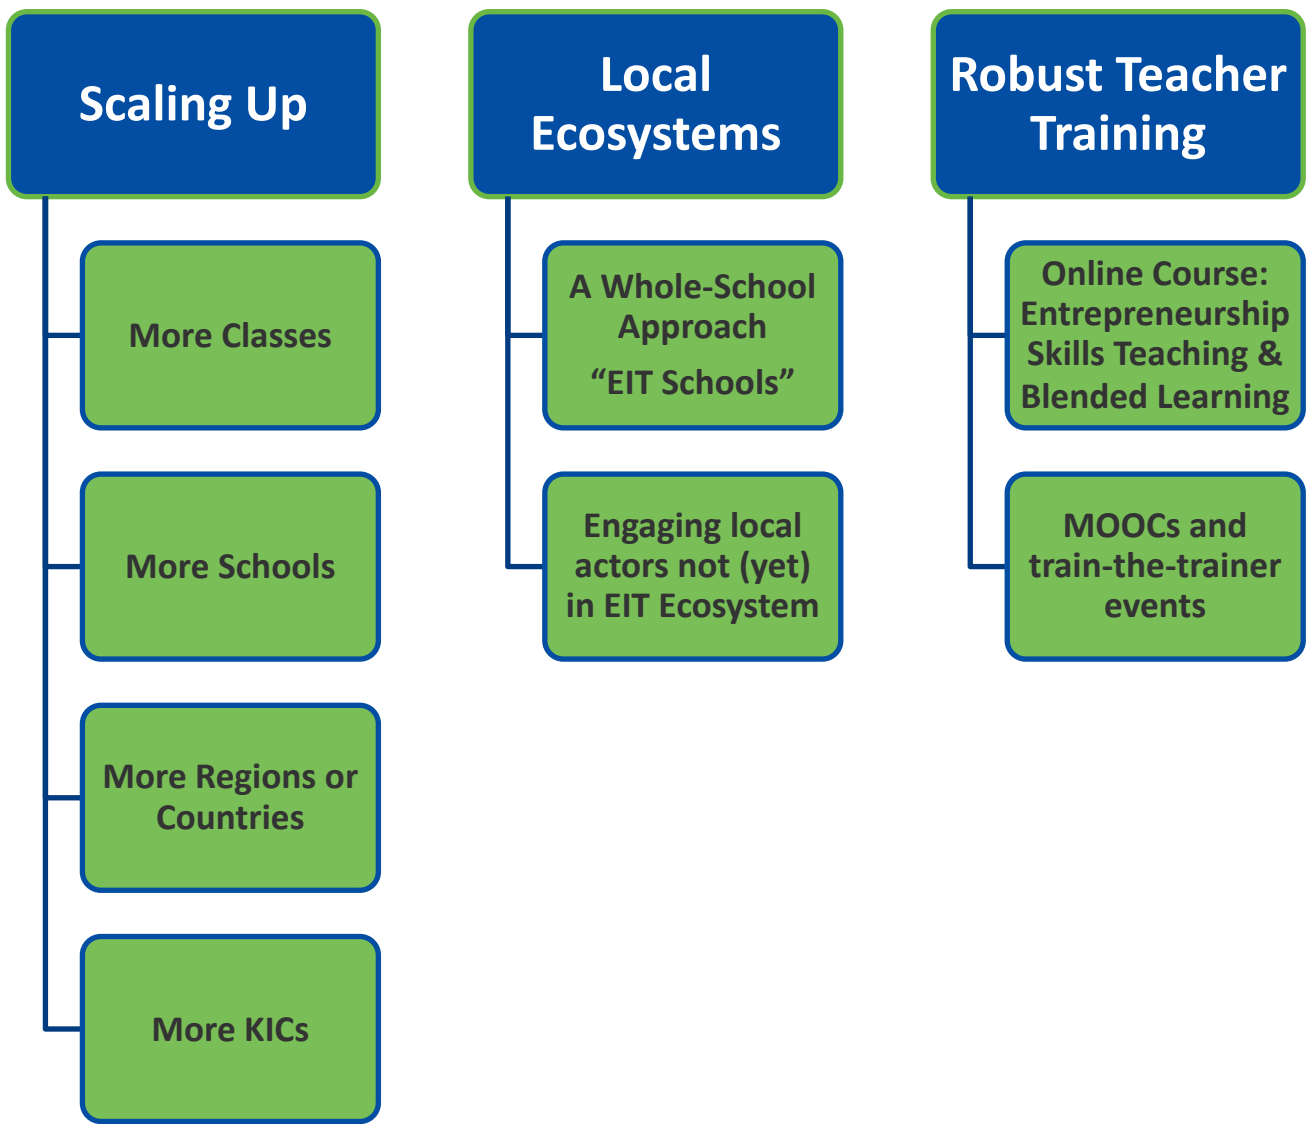 Scaling Up
More Classes
More Schools
More Regions or
Countries
More KICs
Local
Ecosystems
A Whole-School
Approach
“EIT Schools”
Engaging local
actors not (yet)
in EIT Ecosystem
Robust Teacher
Training
Online Course:
Entrepreneurship
Skills Teaching &
Blended Learning
MOOCs and
train-the-trainer
events